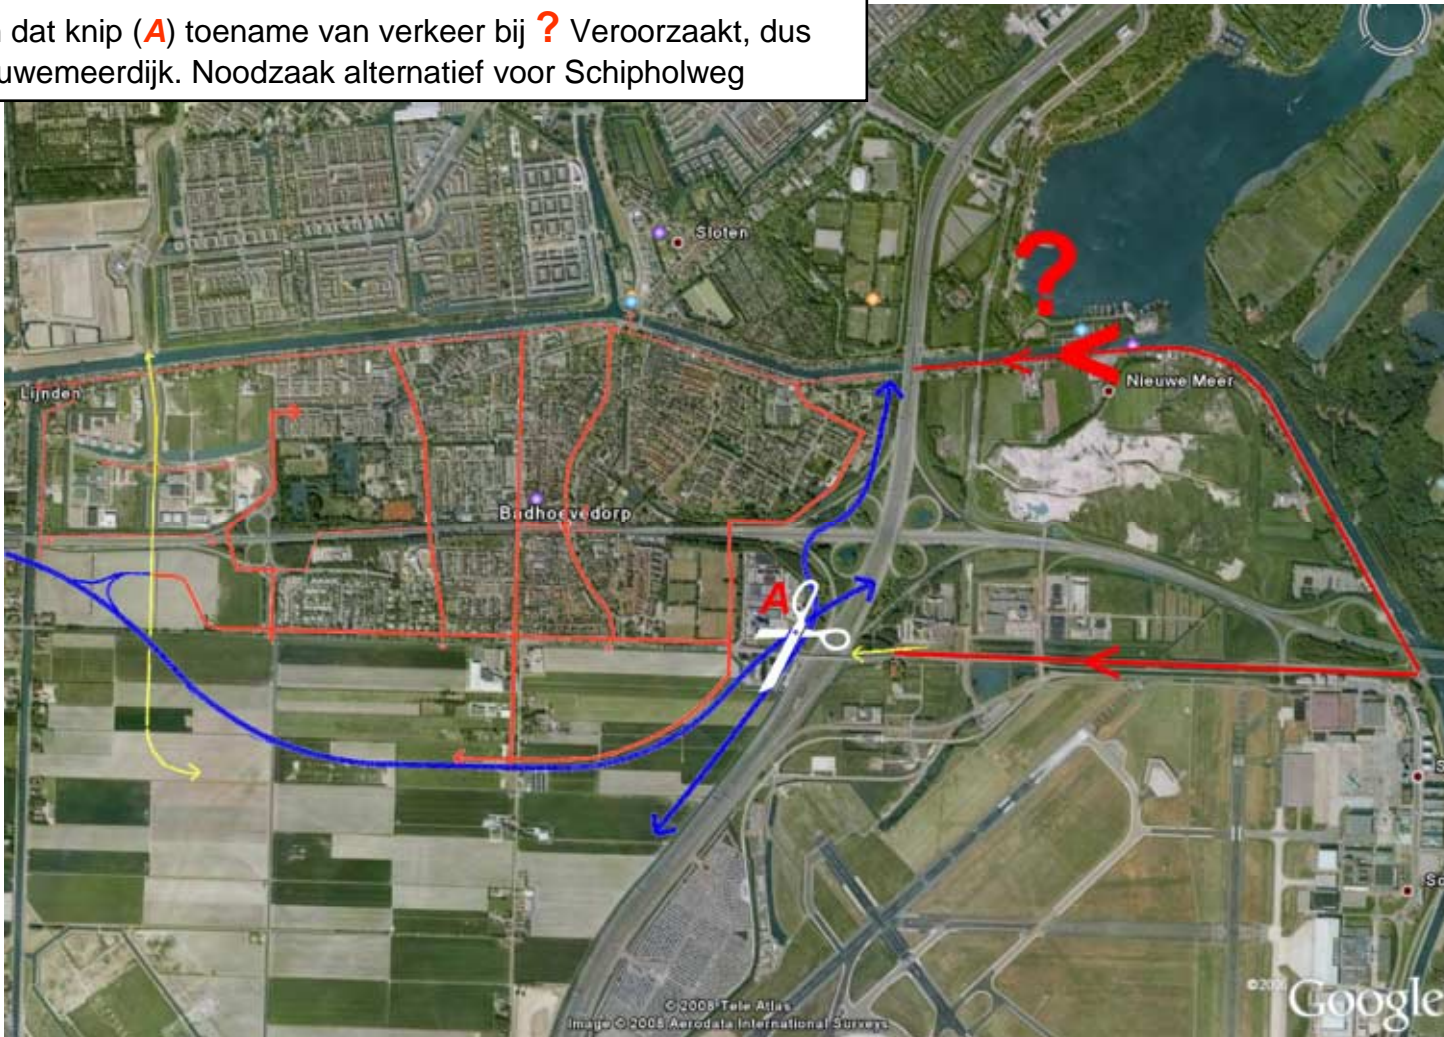 dat knip (A) toename van verkeer bij ? Veroorzaakt, dus
uwemeerdijk. Noodzaak alternatief voor Schipholweg
Sloten
?
Lijnden
Nieuwe Meer
Badhoevedorp
A
© 2008 Tele Atlas
Image © 2008 Aerodata International Surveys
Google